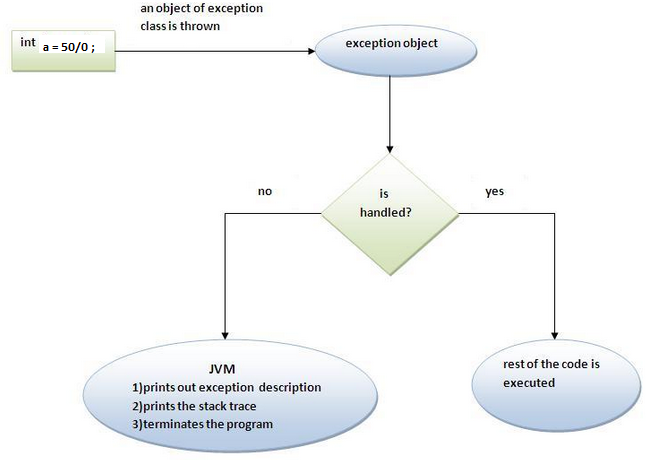 an object of exception
class is thrown
int a = 50/0 ;
exception object
is
handled?
no
yes
JVM
1)prints out exception description
2)prints the stack trace
3)terminates the program
rest of the code is
executed